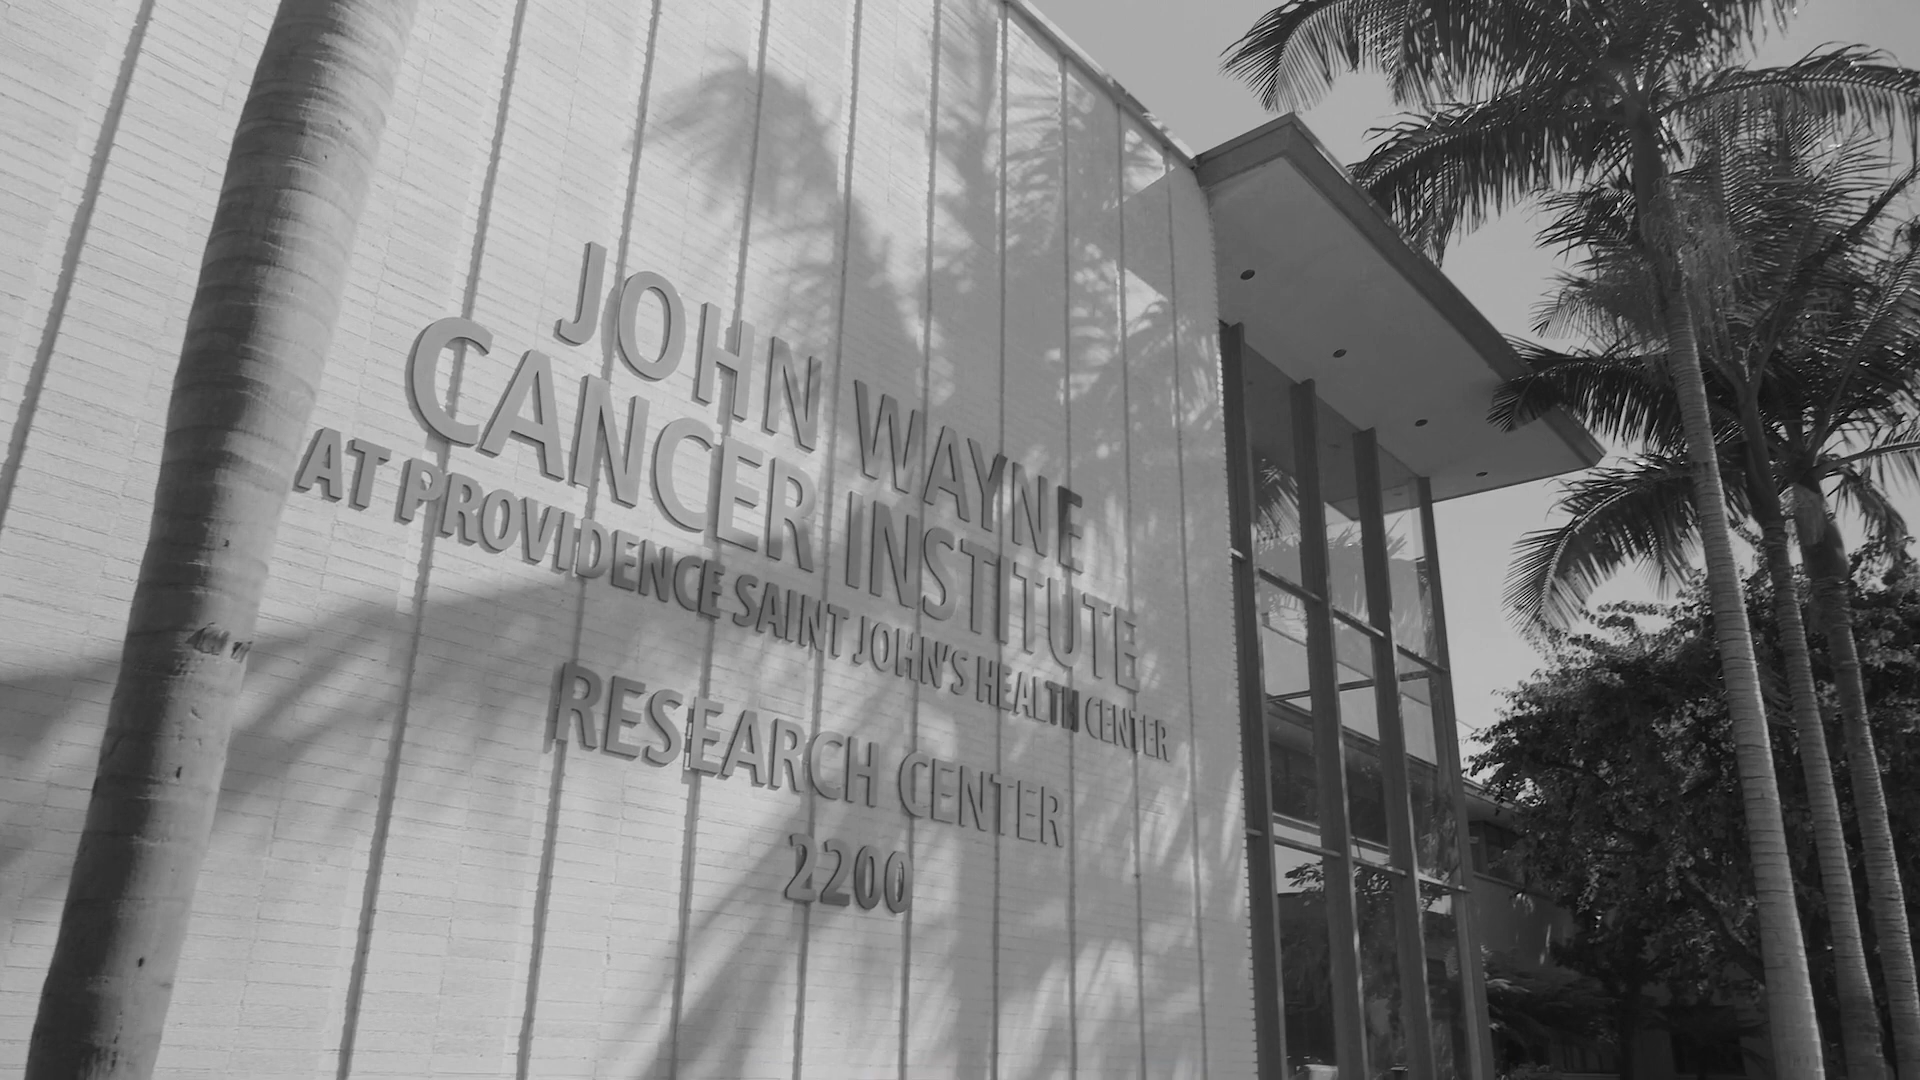 JOHN WAYNE
CANCER INSTITUTE
AT PROVIDENCE SAINT JOHN'S HEALTH CENTER
RESEARCH CENTER
2200